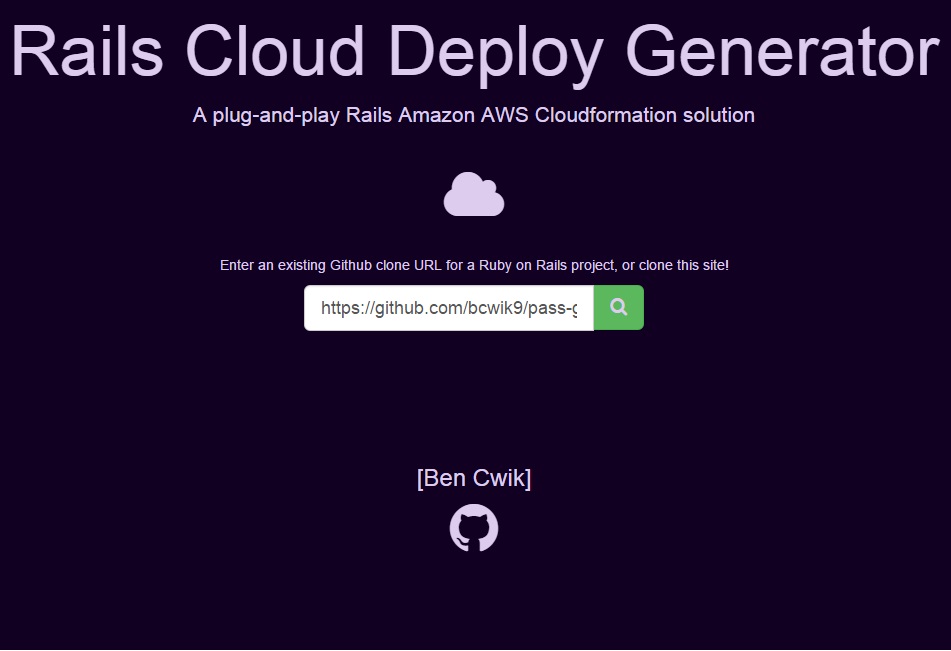 Rails Cloud Deploy Generator
A plug-and-play Rails Amazon AWS Cloudformation solution
Enter an existing Github clone URL for a Ruby on Rails project, or clone this site!
https://github.com/bcwik9/pass-g
[Ben Cwik]